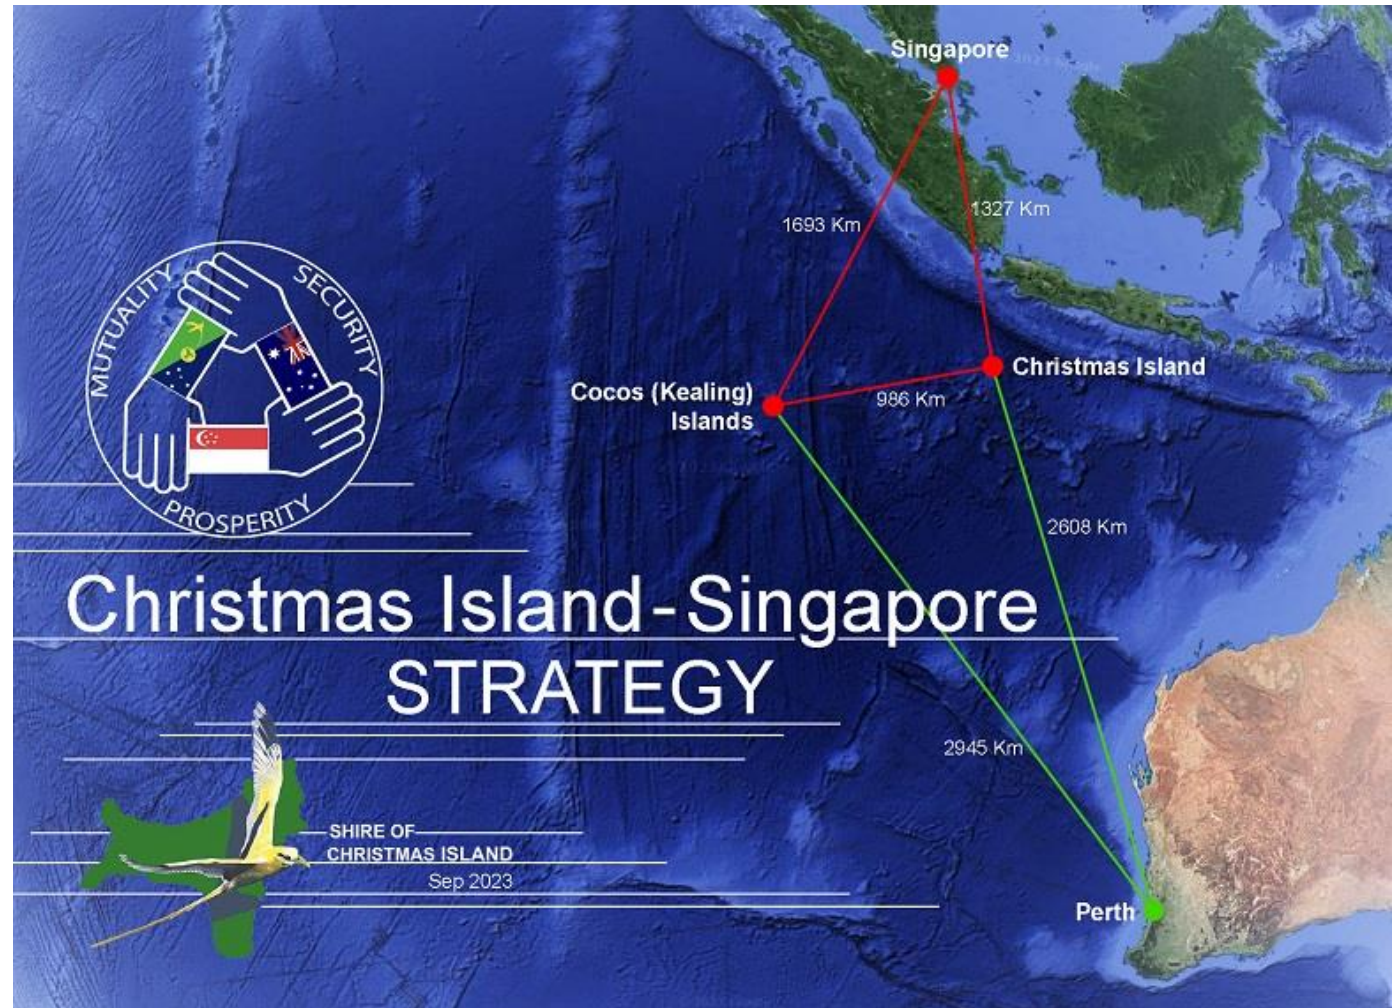 Singapore
1693 Km
1327 Km
MUTUALITY
SECURITY
PROSPERITY
Christmas Island
Cocos (Kealing)
Islands
986 Km
2608 Km
Christmas Island-Singapore
STRATEGY
2945 Km
SHIRE OF
CHRISTMAS ISLAND
Sep 2023
Perth